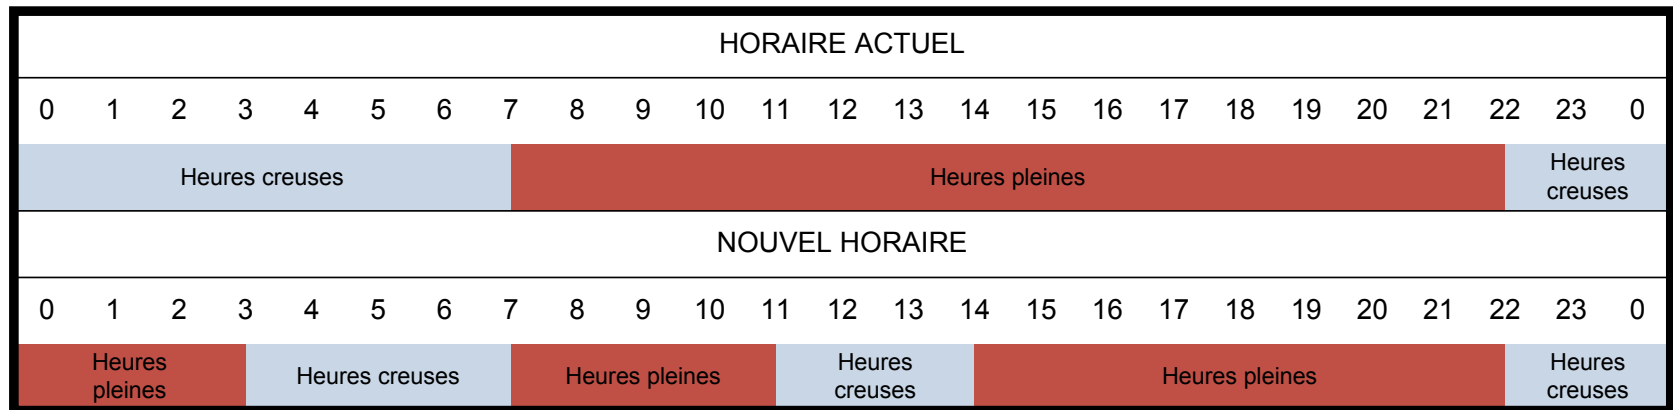 HORAIRE ACTUEL
0 1 2 3 4 5 6 7 8 9 10 11 12 13 14 15 16 17 18 19 20 21 22 23 0
Heures creuses Heures pleines Heures
creuses
NOUVEL HORAIRE
0 1 2 3 4 5 6 7 8 9 10 11 12 13 14 15 16 17 18 19 20 21 22 23 0
Heures
pleines
Heures creuses
Heures pleines
Heures
creuses
Heures pleines
Heures
creuses